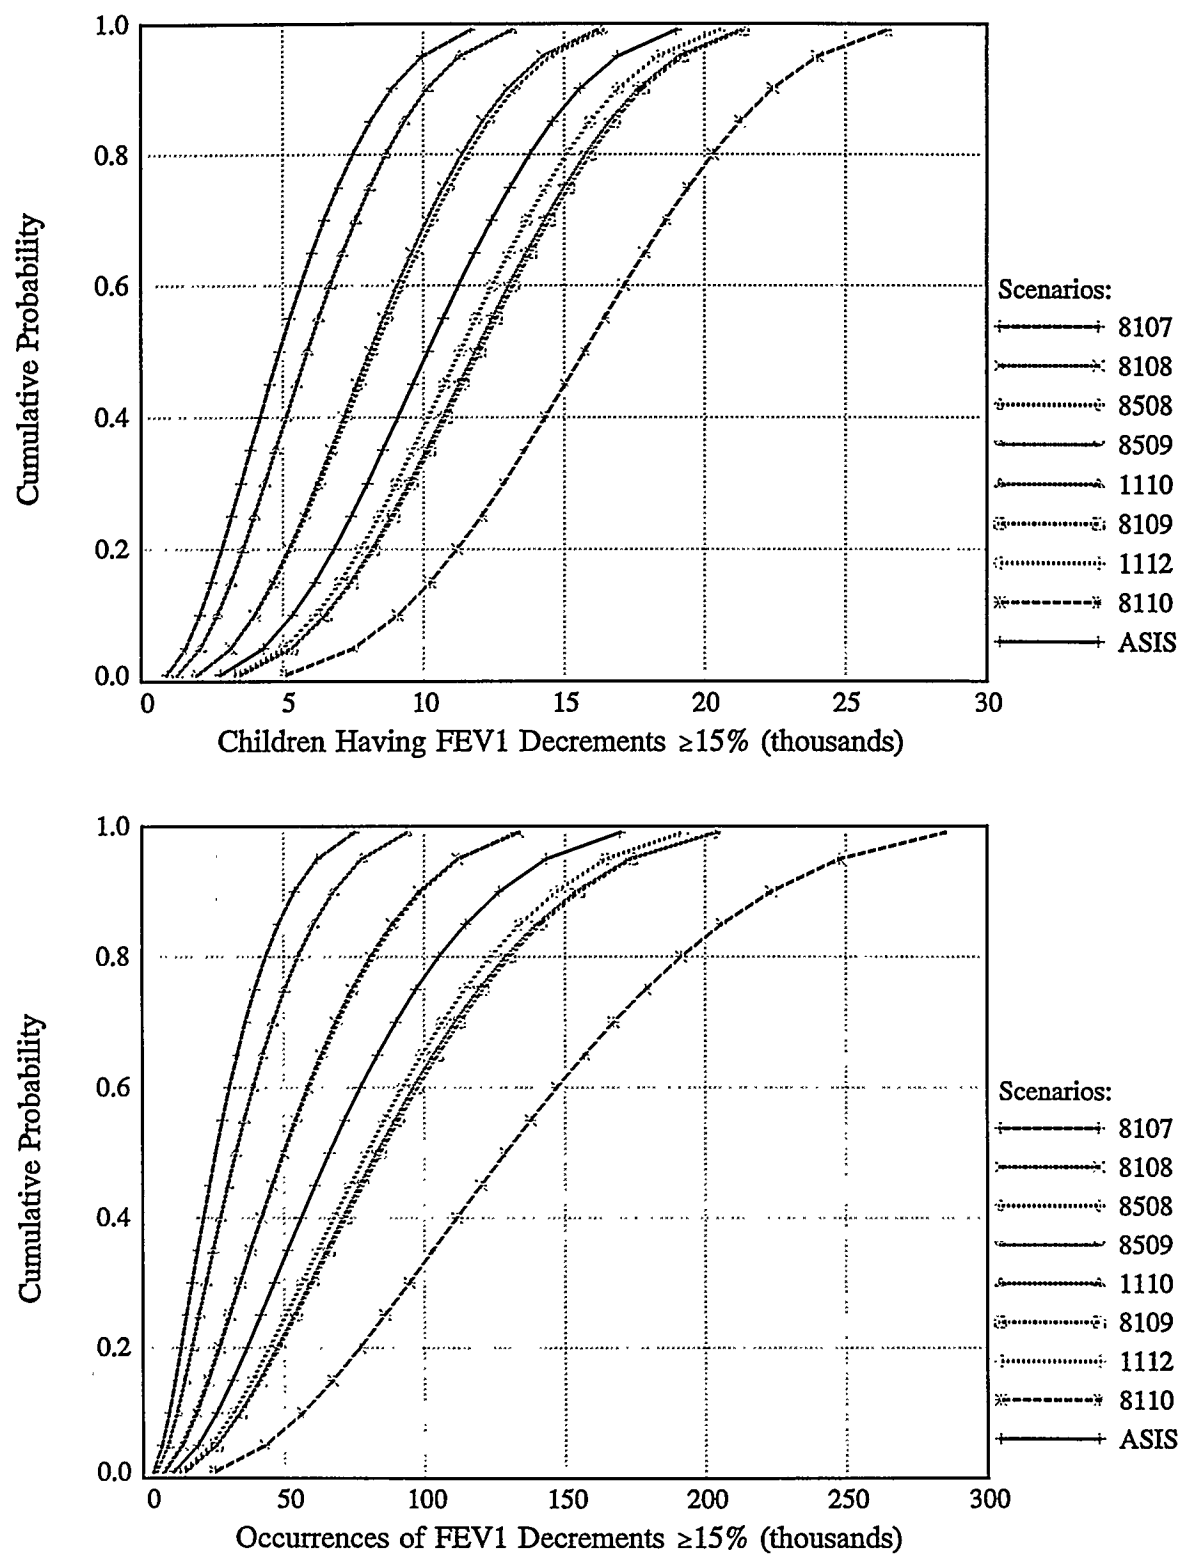 1.0
0.8
0.6
0.4
0.2
0.0
Cumulative Probability
0 5 10 15 20 25 30
Children Having FEV1 Decrements ≥15% (thousands)
Scenarios:
8107
8108
8508
8509
1110
8109
1112
8110
ASIS
1.0
0.8
0.6
0.4
0.2
0.0
Cumulative Probability
0 50 100 150 200 250 300
Occurrences of FEV1 Decrements ≥15% (thousands)
Scenarios:
8107
8108
8508
8509
1110
8109
1112
8110
ASIS